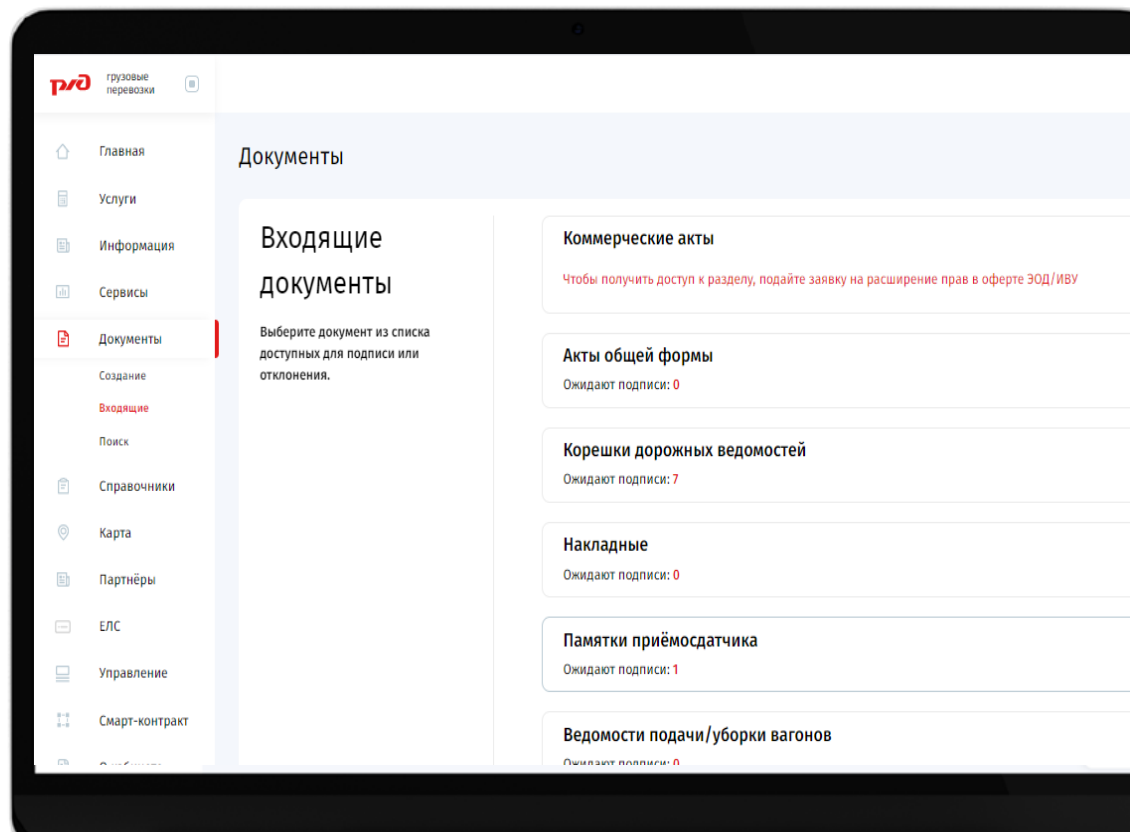 ржд
грузовые
перевозки
Главная
Услуги
Информация
Сервисы
Документы
Создание
Входящие
Поиск
Справочники
Карта
Партнёры
ЕЛС
Управление
Смарт-контракт
Документы
Входящие
документы
Выберите документ из списка
доступных для подписи или
отклонения.
Коммерческие акты
Чтобы получить доступ к разделу, подайте заявку на расширение прав в оферте ЭОД/ИВУ
Акты общей формы
Ожидают подписи: 0
Корешки дорожных ведомостей
Ожидают подписи: 7
Накладные
Ожидают подписи: 0
Памятки приёмосдатчика
Ожидают подписи: 1
Ведомости подачи/уборки вагонов
Ожидают подписи: 0